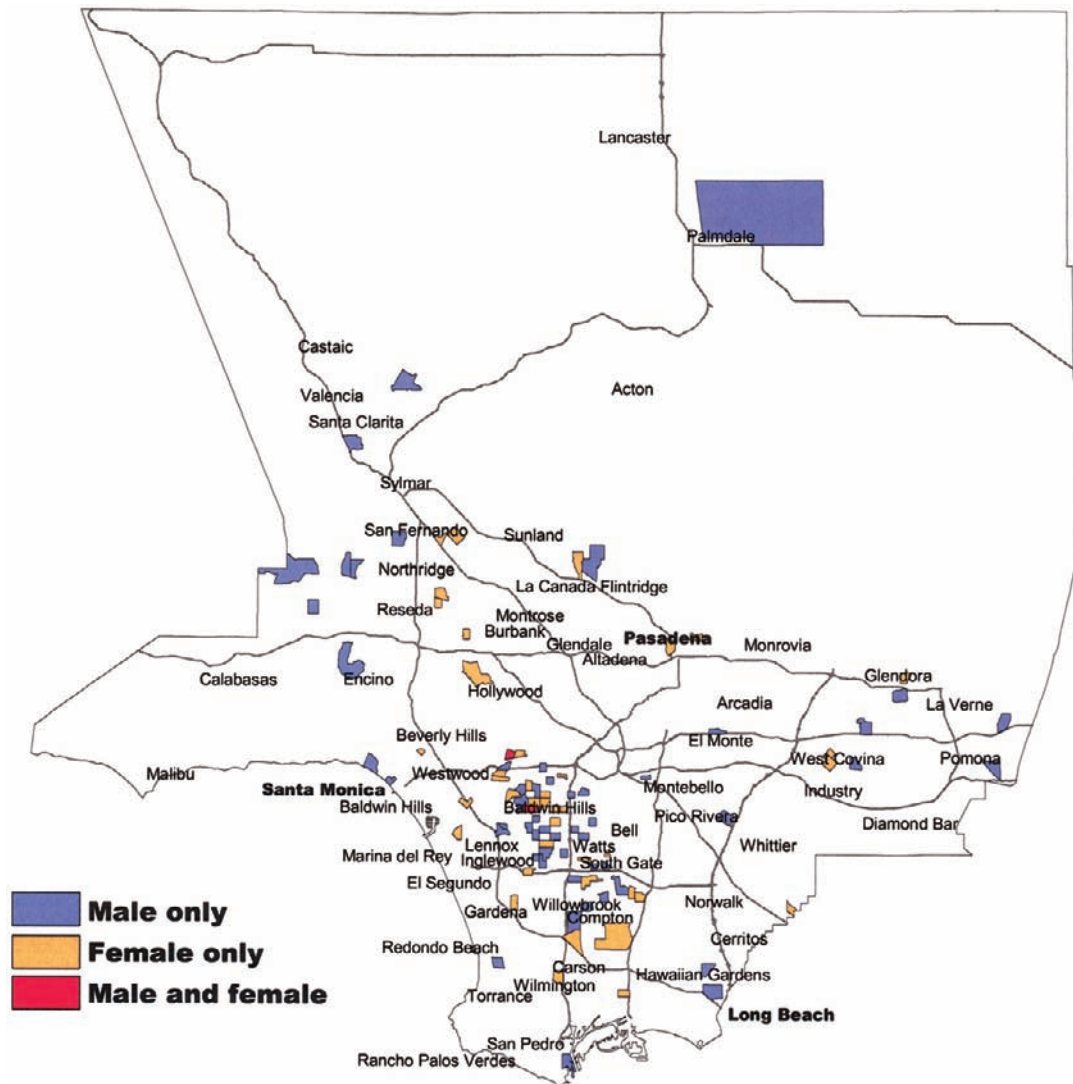 Lancaster
Palmdale
Castaic
Acton
Valencia
Santa Clarita
Sylmar
San Fernando
Sunland
Northridge
La Canada Flintridge
Reseda
Montrose
Burbank
Glendale
Pasadena
Altadena
Monrovia
Calabasas
Encino
Hollywood
Glendora
Arcadia
La Verne
Beverly Hills
El Monte
West Covina
Pomona
Malibu
Westwood
Santa Monica
Montebello
Industry
Baldwin Hills
Baldwin Hills
Pico Rivera
Diamond Bar
Bell
Lennox
Watts
Whittier
Marina del Rey
Inglewood
South Gate
El Segundo
Willowbrook
Norwalk
Gardena
Compton
Cerritos
Redondo Beach
Carson
Hawaiian Gardens
Wilmington
Torrance
Long Beach
San Pedro
Rancho Palos Verdes
Male only
Female only
Male and female